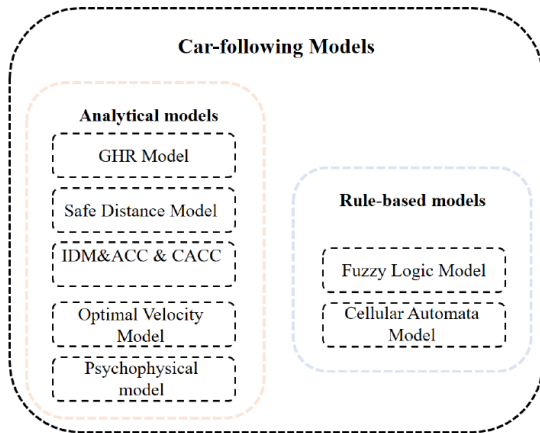 Car-following Models
Analytical models
GHR Model
Safe Distance Model
IDM&ACC & CACC
Optimal Velocity
Model
Psychophysical
model
Rule-based models
Fuzzy Logic Model
Cellular Automata
Model